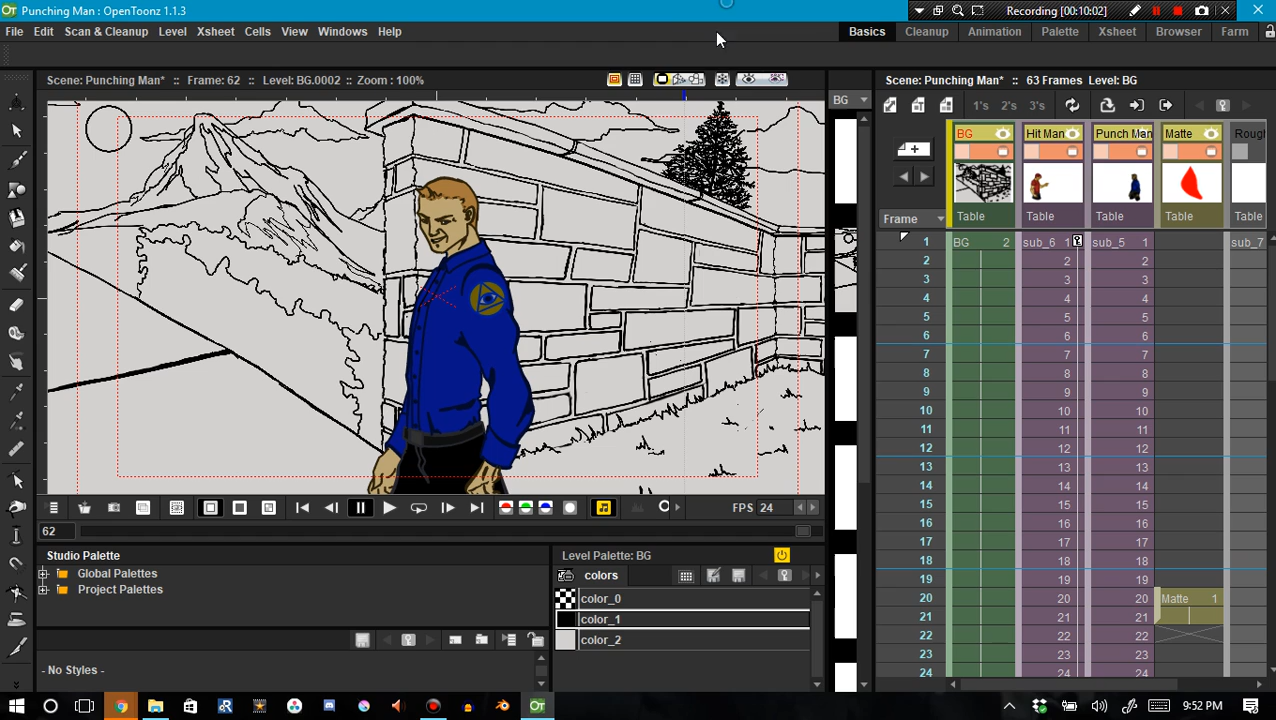 Punching Man : OpenToonz 1.1.3
Recording [00:10:02]
File Edit Scan & Cleanup Level Xsheet Cells View Windows Help
Basics Cleanup Animation Palette Xsheet Browser Farm
Scene: Punching Man* :: Frame: 62 :: Level: BG.0002 :: Zoom : 100%
Scene: Punching Man* :: 63 Frames Level: BG
BG
1's 2's 3's
BG Hit Man Punch Man Matte Rough
Frame Table Table Table Table Table
1 BG 2 sub_6 1 sub_5 1 sub_7
2 2 2
3 3 3
4 4 4
5 5 5
6 6 6
7 7 7
8 8 8
9 9 9
10 10 10
11 11 11
12 12 12
13 13 13
14 14 14
15 15 15
16 16 16
17 17 17
18 18 18
19 19 19
20 20 20 Matte 1
21 21 21
22 22 22
23 23 23
24 24 24
FPS 24
62
Studio Palette
Global Palettes
Project Palettes
- No Styles -
Level Palette: BG
colors
color_0
color_1
color_2
9:52 PM